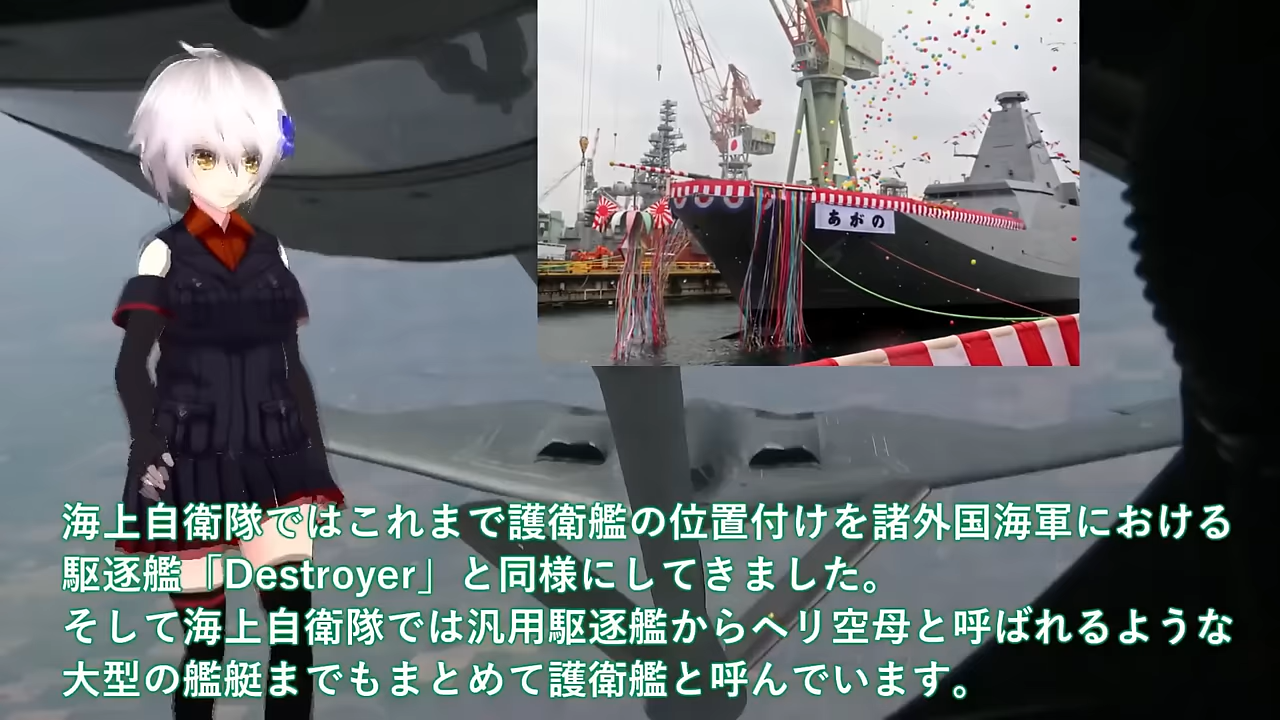 あがの
海上自衛隊ではこれまで護衛艦の位置付けを諸外国海軍における
駆逐艦「Destroyer」と同様にしてきました。
そして海上自衛隊では汎用駆逐艦からヘリ空母と呼ばれるような
大型の艦艇までもまとめて護衛艦と呼んでいます。